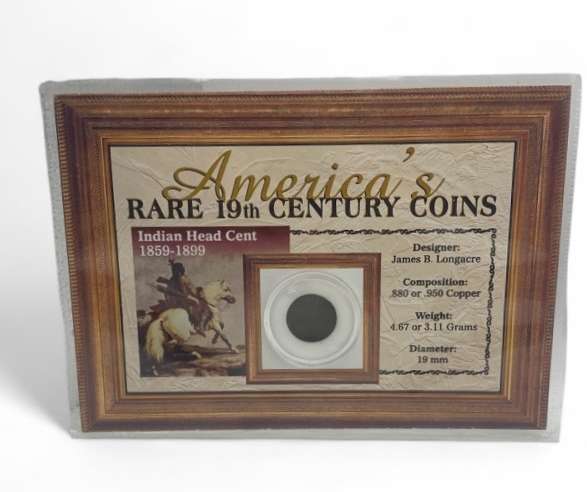 America's
RARE 19th CENTURY COINS
Indian Head Cent
1859-1899
Designer:
James B. Longacre
Composition:
.880 or .950 Copper
Weight:
4.67 or 3.11 Grams
Diameter:
19 mm